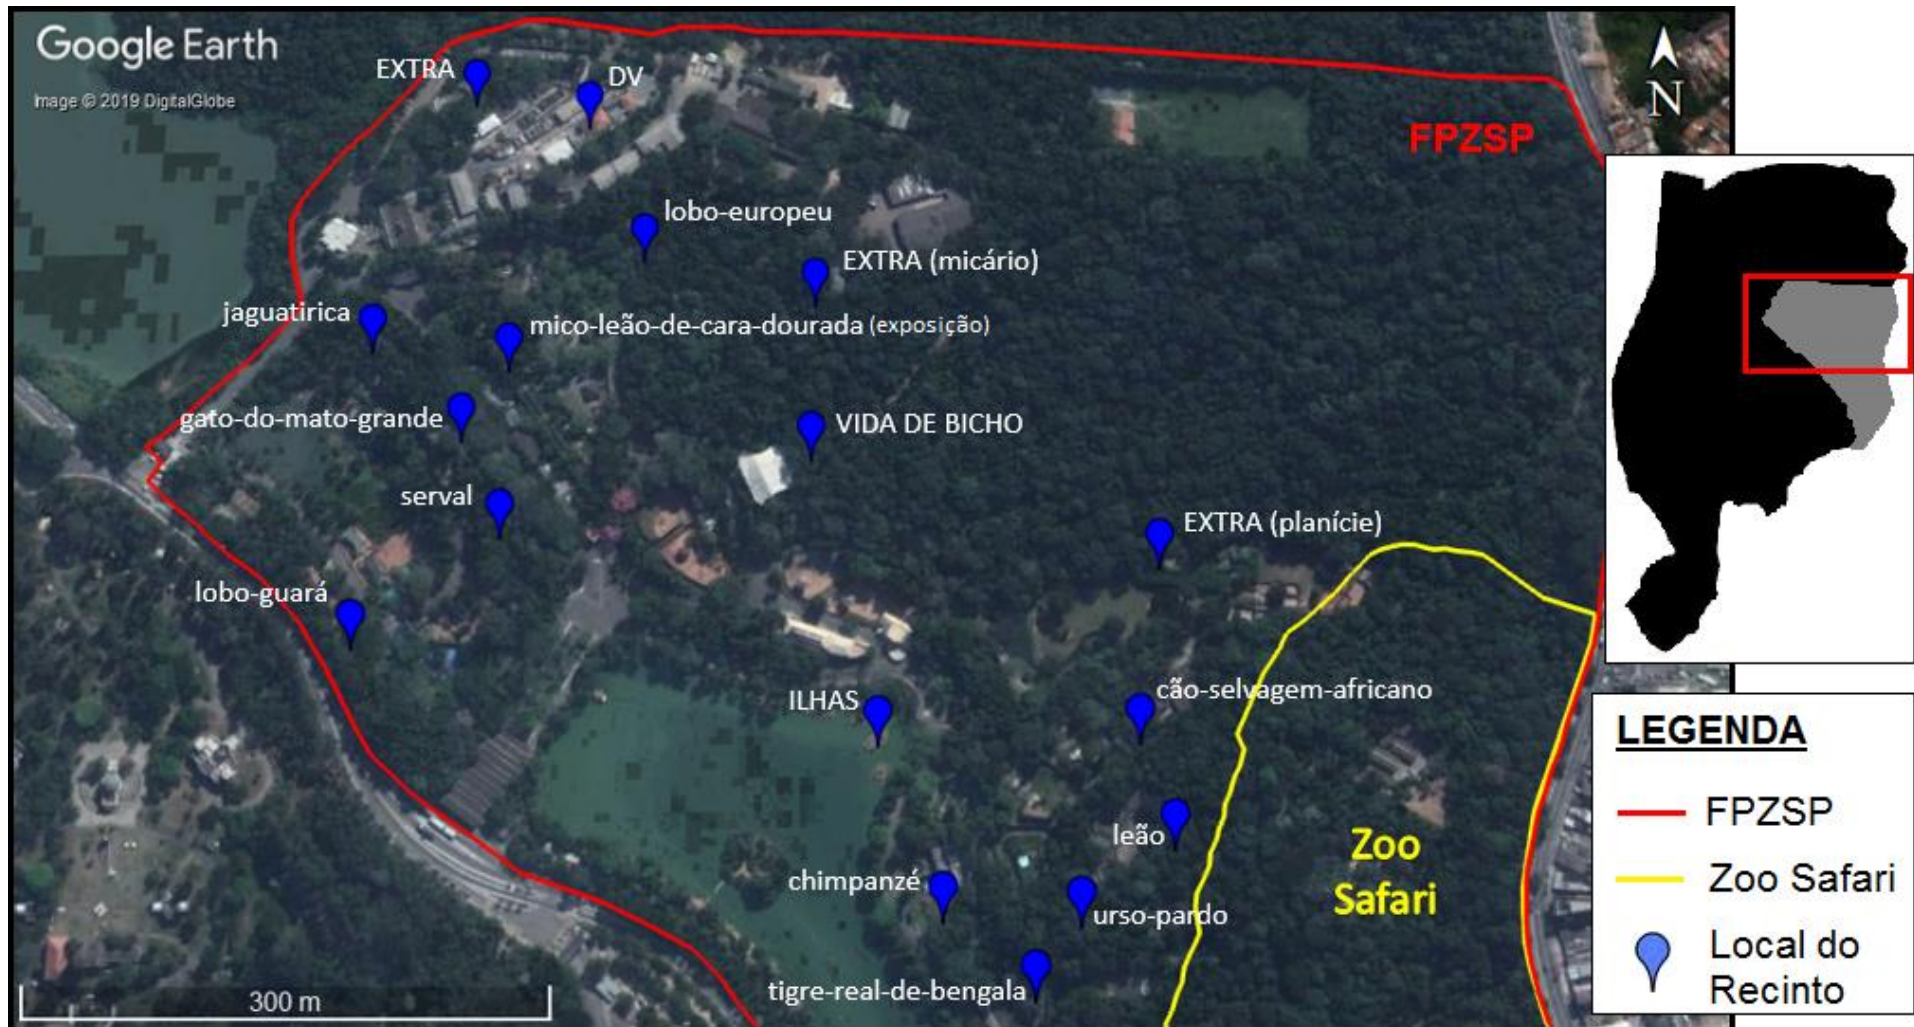 Google Earth
Image © 2019 DigitalGlobe
EXTRA
DV
N
FPZSP
lobo-europeu
EXTRA (micário)
jaguatirica
mico-leão-de-cara-dourada (exposição)
gato-do-mato-grande
VIDA DE BICHO
serval
EXTRA (planície)
lobo-guará
cão-selvagem-africano
ILHAS
leão
Zoo
Safari
chimpanzé
urso-pardo
tigre-real-de-bengala
300 m
LEGENDA
FPZSP
Zoo Safari
Local do
Recinto